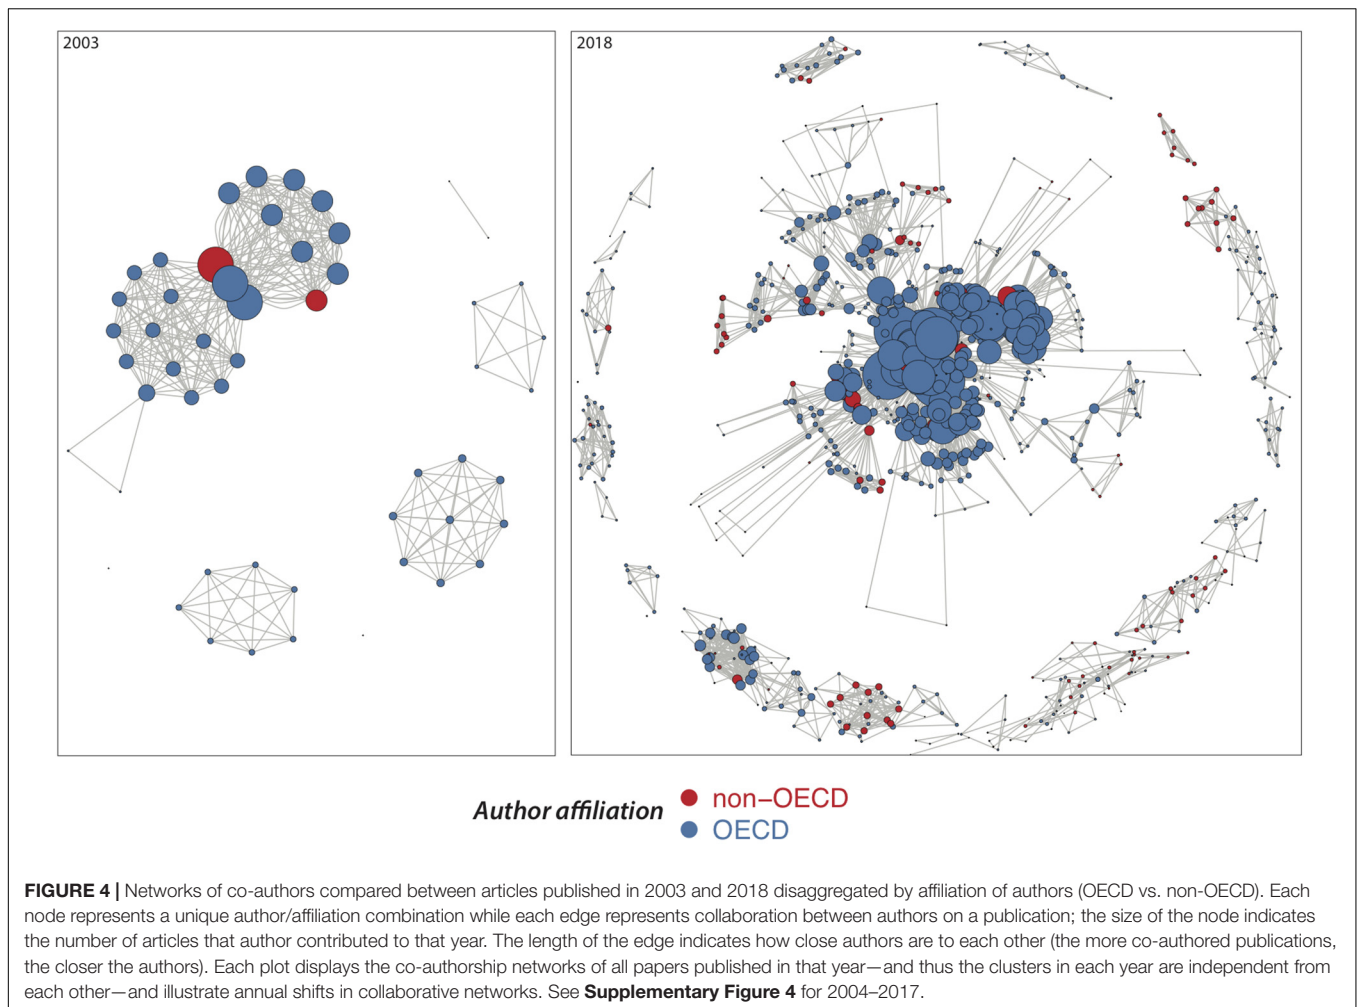 2003
2018
Author affiliation
non–OECD
OECD
FIGURE 4 | Networks of co-authors compared between articles published in 2003 and 2018 disaggregated by affiliation of authors (OECD vs. non-OECD). Each
node represents a unique author/affiliation combination while each edge represents collaboration between authors on a publication; the size of the node indicates
the number of articles that author contributed to that year. The length of the edge indicates how close authors are to each other (the more co-authored publications,
the closer the authors). Each plot displays the co-authorship networks of all papers published in that year—and thus the clusters in each year are independent from
each other—and illustrate annual shifts in collaborative networks. See Supplementary Figure 4 for 2004–2017.